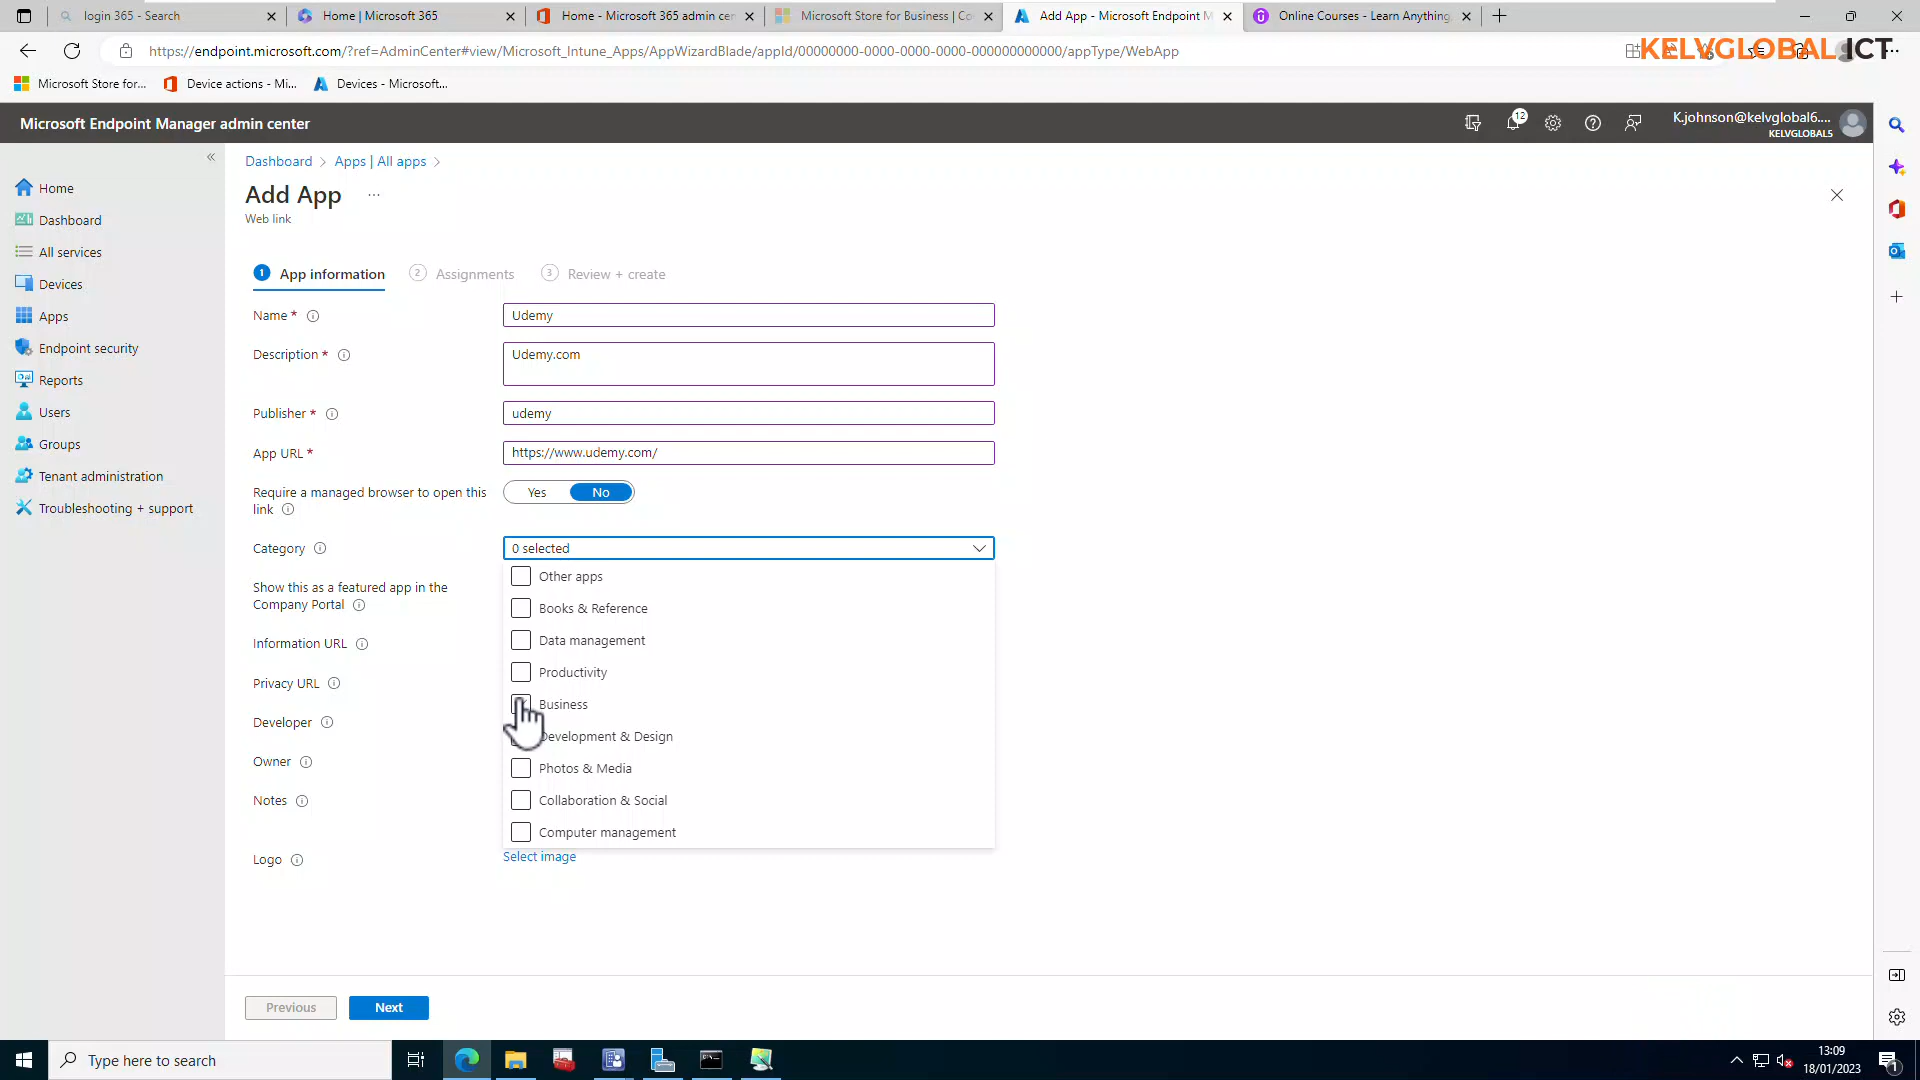 login 365 - Search
Home | Microsoft 365
Home - Microsoft 365 admin cen
Microsoft Store for Business | Co
Add App - Microsoft Endpoint M
Online Courses - Learn Anything,
https://endpoint.microsoft.com/?ref=AdminCenter#view/Microsoft_Intune_Apps/AppWizardBlade/appId/00000000-0000-0000-0000-000000000000/appType/WebApp
KELVGLOBAL ICT
Microsoft Store for...
Device actions - Mi...
Devices - Microsoft...
Microsoft Endpoint Manager admin center
12
K.johnson@kelvglobal6....
KELVGLOBAL5
Home
Dashboard
All services
Devices
Apps
Endpoint security
Reports
Users
Groups
Tenant administration
Troubleshooting + support
Dashboard > Apps | All apps >
Add App ...
Web link
1 App information
2 Assignments
3 Review + create
Name * Udemy
Description * Udemy.com
Publisher * udemy
App URL * https://www.udemy.com/
Require a managed browser to open this
link
Yes No
Category 0 selected
Other apps
Books & Reference
Data management
Productivity
Business
Development & Design
Photos & Media
Collaboration & Social
Computer management
Show this as a featured app in the
Company Portal
Information URL
Privacy URL
Developer
Owner
Notes
Logo
Select image
Previous Next
Type here to search
13:09
18/01/2023
1